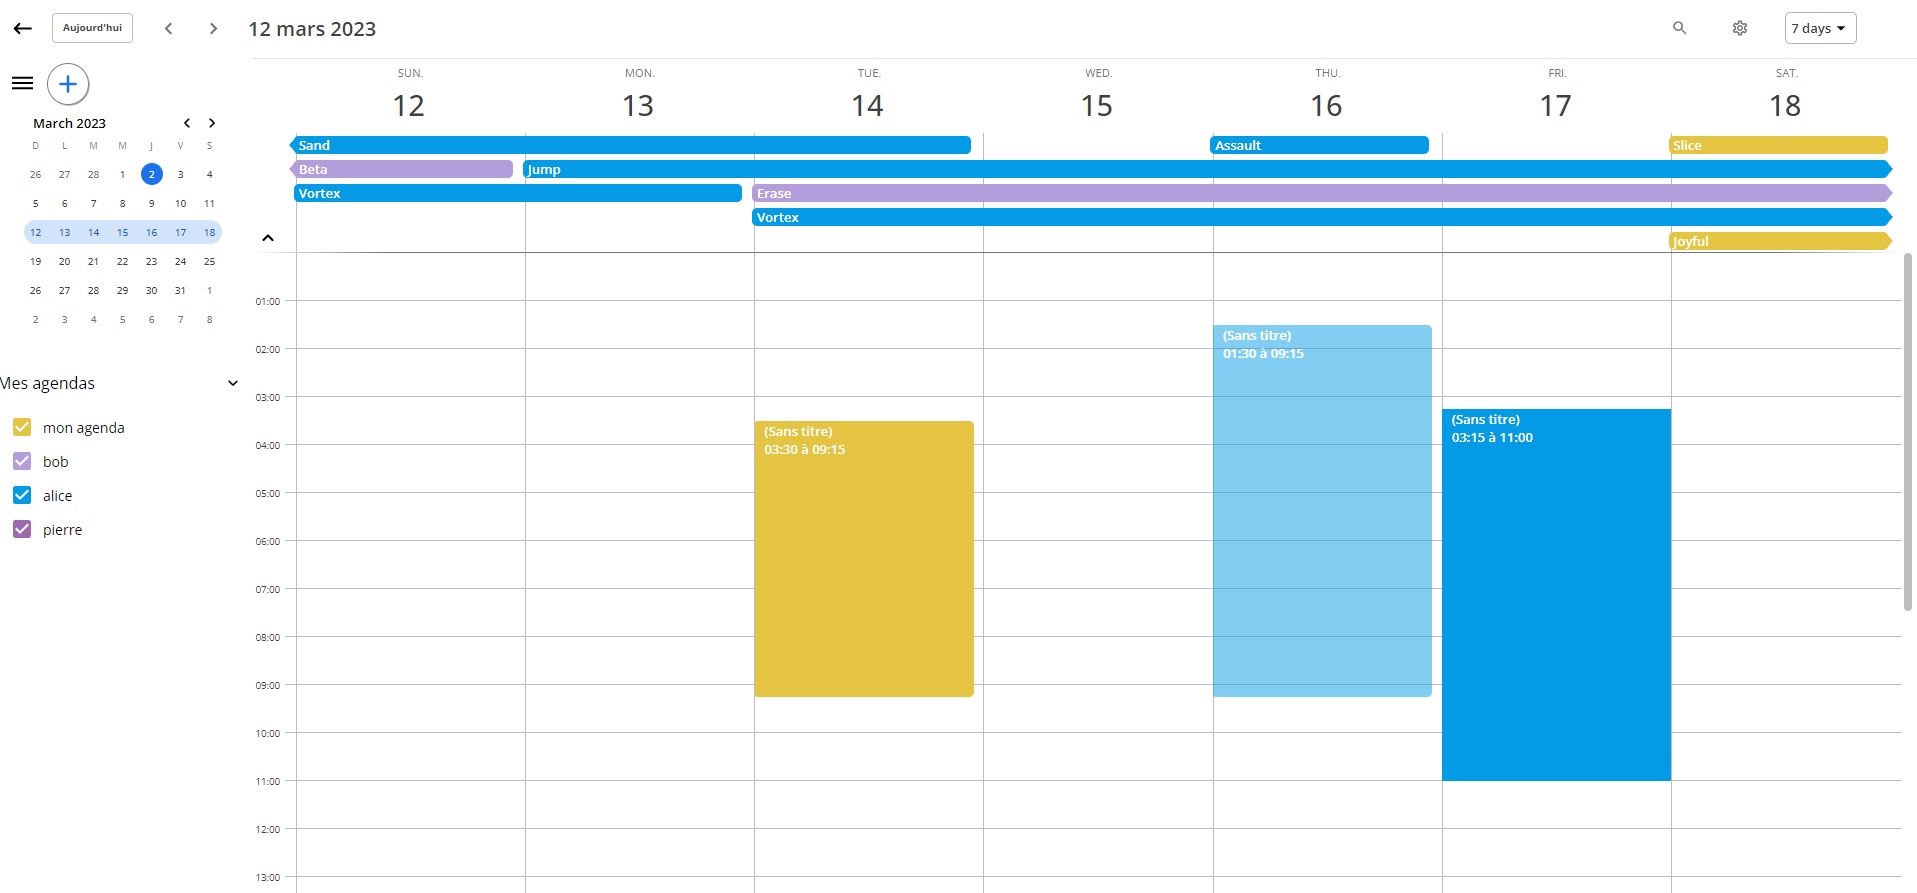 Aujourd'hui
12 mars 2023
7 days
March 2023
D L M M J V S
26 27 28 1 2 3 4
5 6 7 8 9 10 11
12 13 14 15 16 17 18
19 20 21 22 23 24 25
26 27 28 29 30 31 1
2 3 4 5 6 7 8
Mes agendas
mon agenda
bob
alice
pierre
SUN. MON. TUE. WED. THU. FRI. SAT.
12 13 14 15 16 17 18
Sand Assault Slice
Beta Jump
Vortex Erase
Vortex
Joyful
01:00
02:00
03:00
04:00
05:00
06:00
07:00
08:00
09:00
10:00
11:00
12:00
13:00
(Sans titre)
03:30 à 09:15
(Sans titre)
01:30 à 09:15
(Sans titre)
03:15 à 11:00